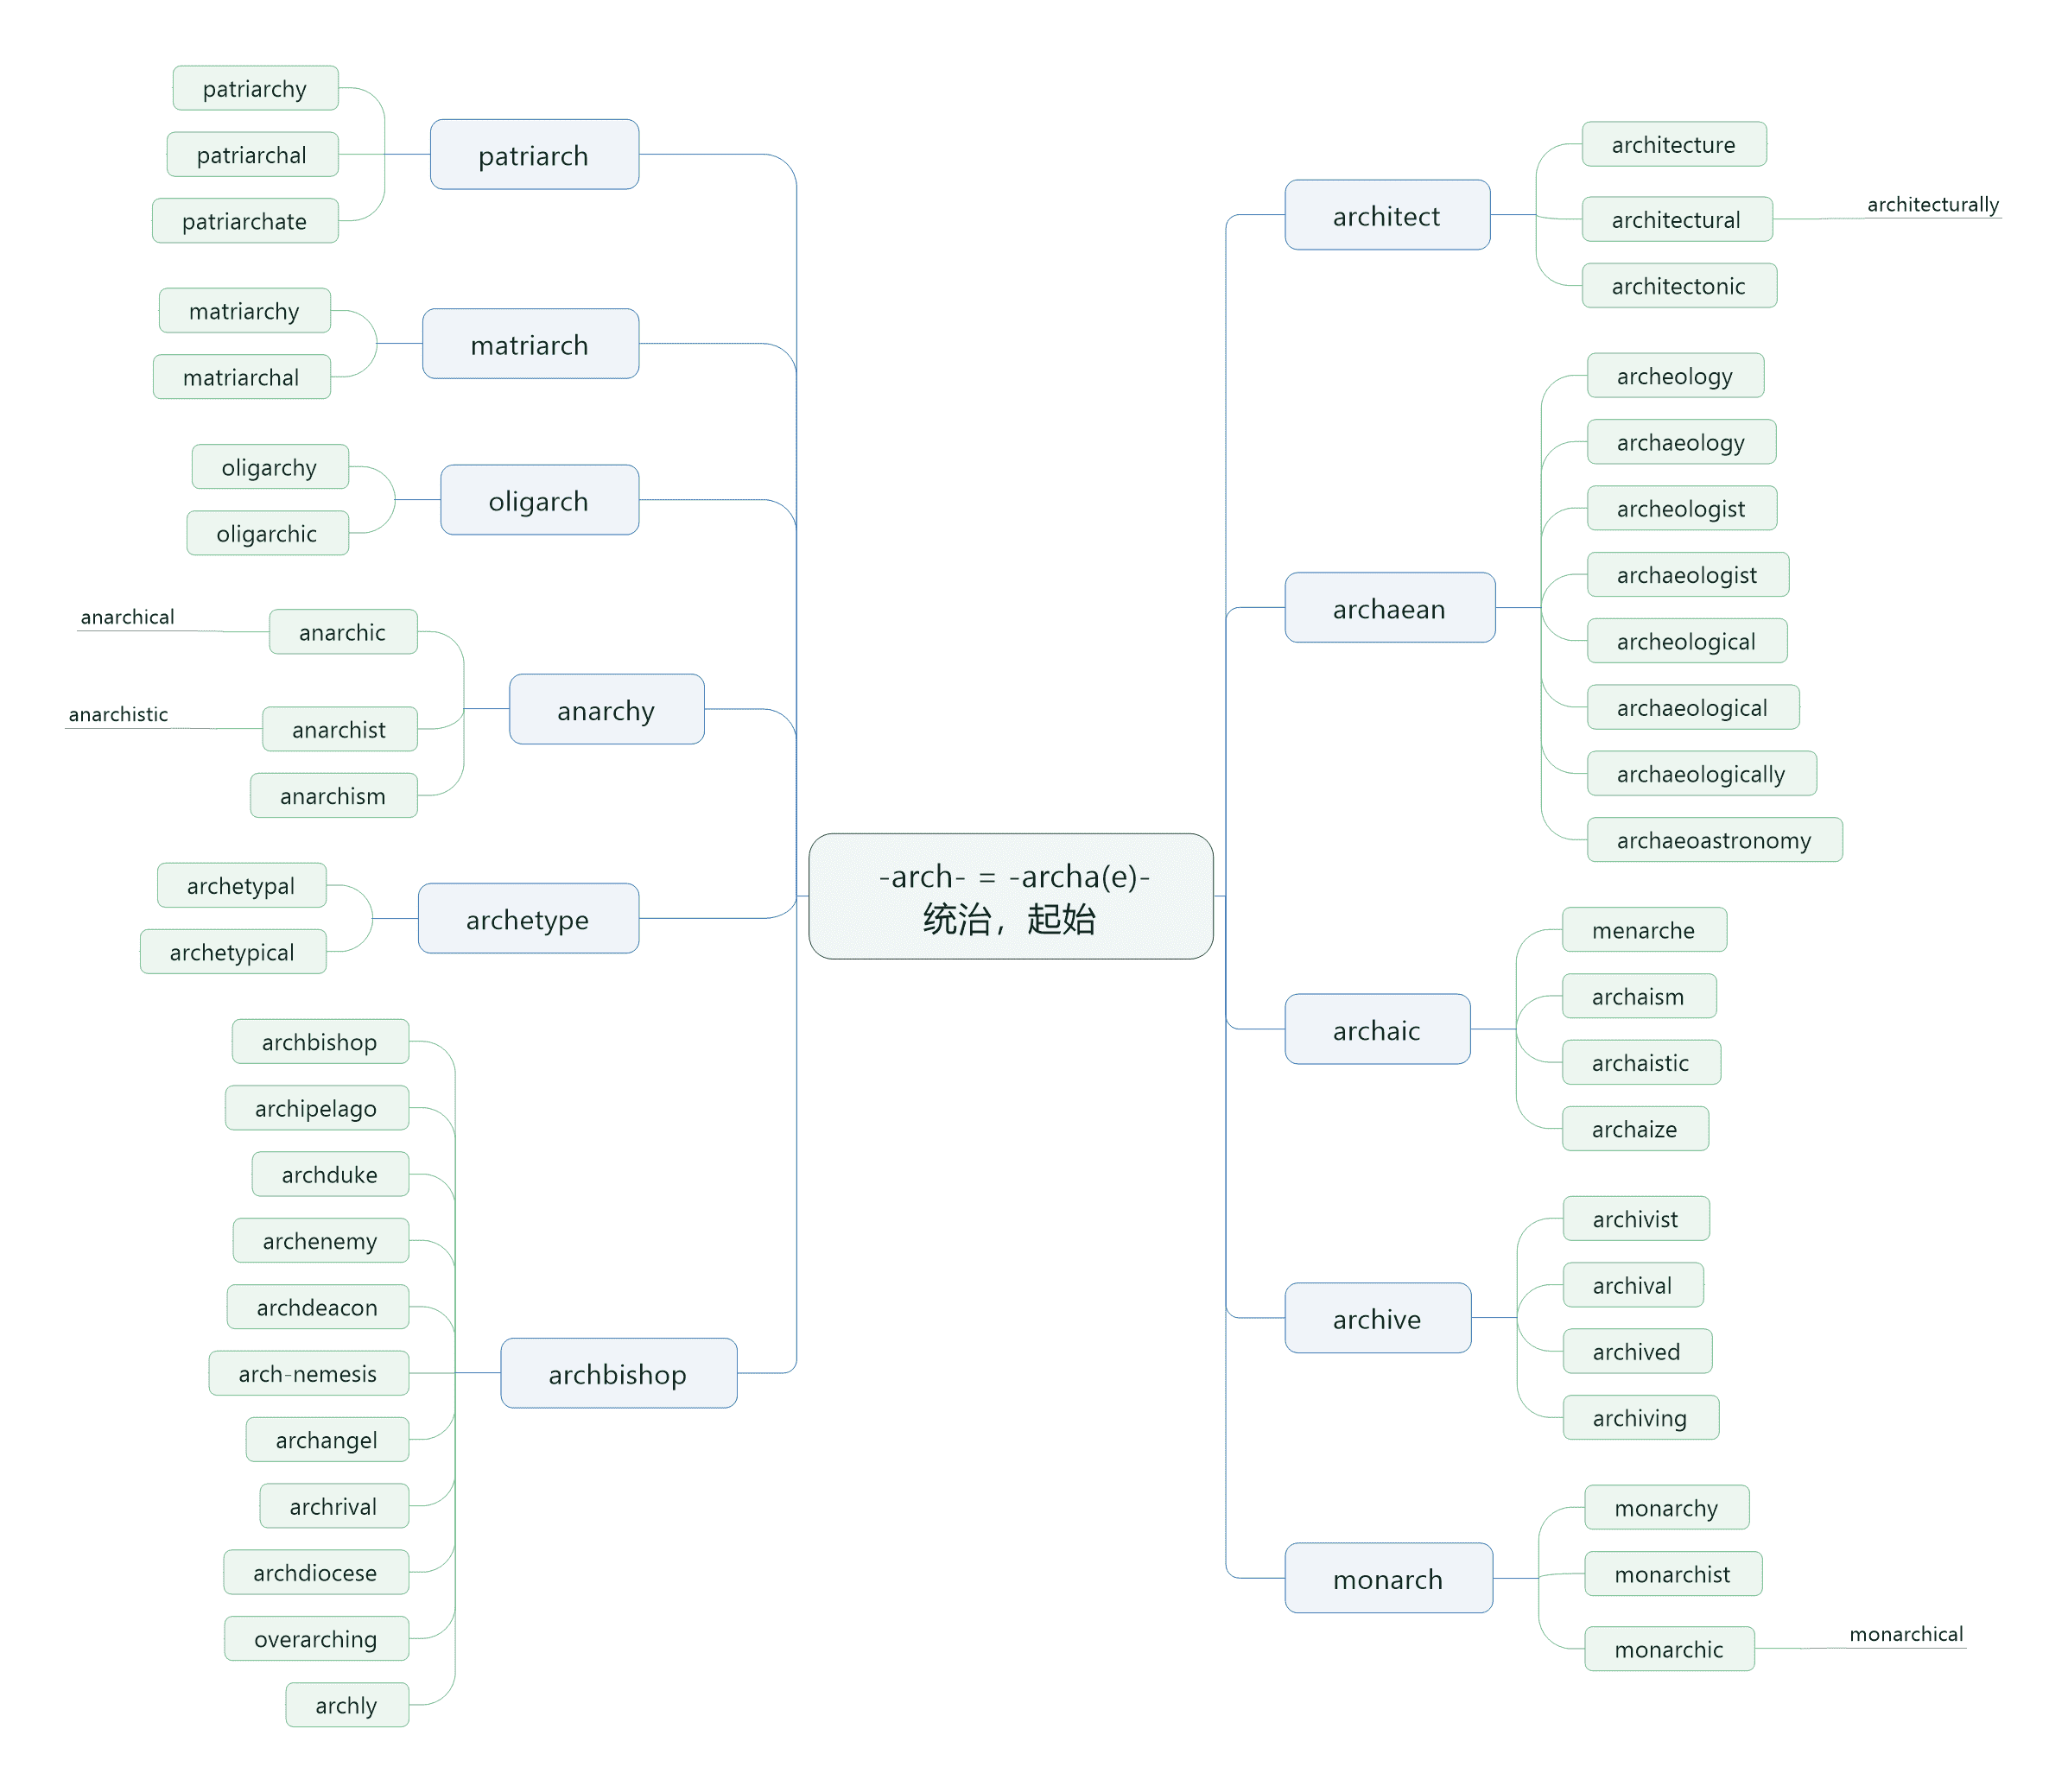 -arch- = -archa(e)-
统治，起始
patriarch
patriarchy
patriarchal
patriarchate
matriarch
matriarchy
matriarchal
oligarch
oligarchy
oligarchic
anarchy
anarchic
anarchical
anarchist
anarchistic
anarchism
archetype
archetypal
archetypical
archbishop
archbishop
archipelago
archduke
archenemy
archdeacon
arch-nemesis
archangel
archrival
archdiocese
overarching
archly
architect
architecture
architectural
architecturally
architectonic
archaean
archeology
archaeology
archeologist
archaeologist
archeological
archaeological
archaeologically
archaeoastronomy
archaic
menarche
archaism
archaistic
archaize
archive
archivist
archival
archived
archiving
monarch
monarchy
monarchist
monarchic
monarchical